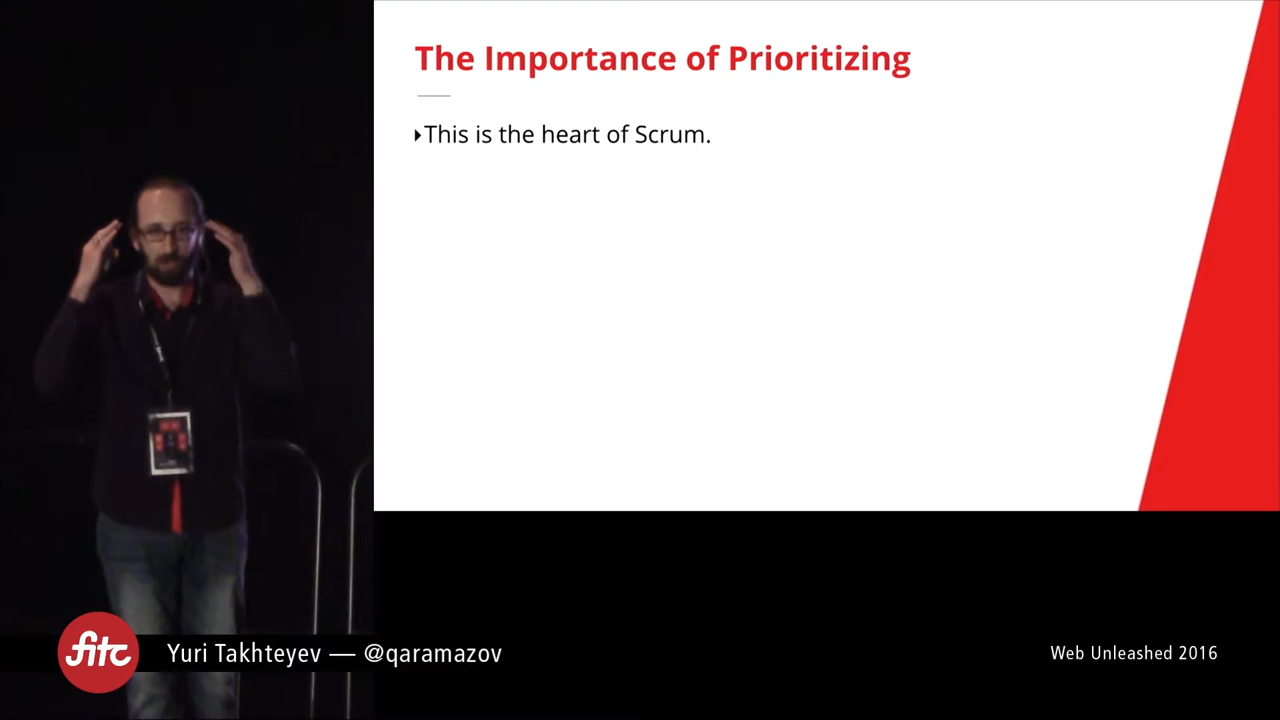 The Importance of Prioritizing
This is the heart of Scrum.
fitc
Yuri Takhteyev — @qaramazov
Web Unleashed 2016